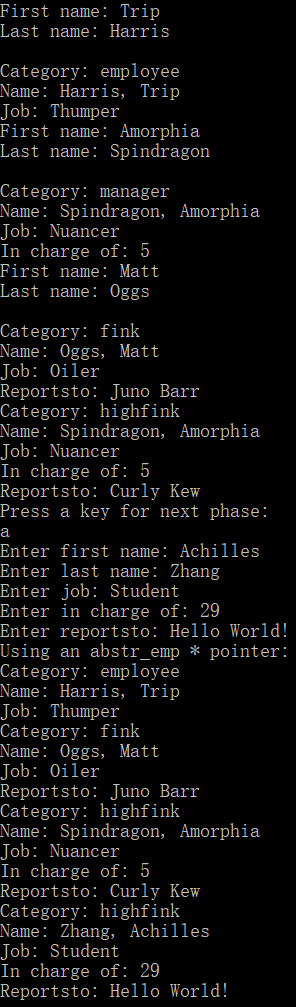 First name: Trip
Last name: Harris
Category: employee
Name: Harris, Trip
Job: Thumper
First name: Amorphia
Last name: Spindragon
Category: manager
Name: Spindragon, Amorphia
Job: Nuancer
In charge of: 5
First name: Matt
Last name: Oggs
Category: fink
Name: Oggs, Matt
Job: Oiler
Reportsto: Juno Barr
Category: highfink
Name: Spindragon, Amorphia
Job: Nuancer
In charge of: 5
Reportsto: Curly Kew
Press a key for next phase:
a
Enter first name: Achilles
Enter last name: Zhang
Enter job: Student
Enter in charge of: 29
Enter reportsto: Hello World!
Using an abstr_emp * pointer:
Category: employee
Name: Harris, Trip
Job: Thumper
Category: fink
Name: Oggs, Matt
Job: Oiler
Reportsto: Juno Barr
Category: highfink
Name: Spindragon, Amorphia
Job: Nuancer
In charge of: 5
Reportsto: Curly Kew
Category: highfink
Name: Zhang, Achilles
Job: Student
In charge of: 29
Reportsto: Hello World!